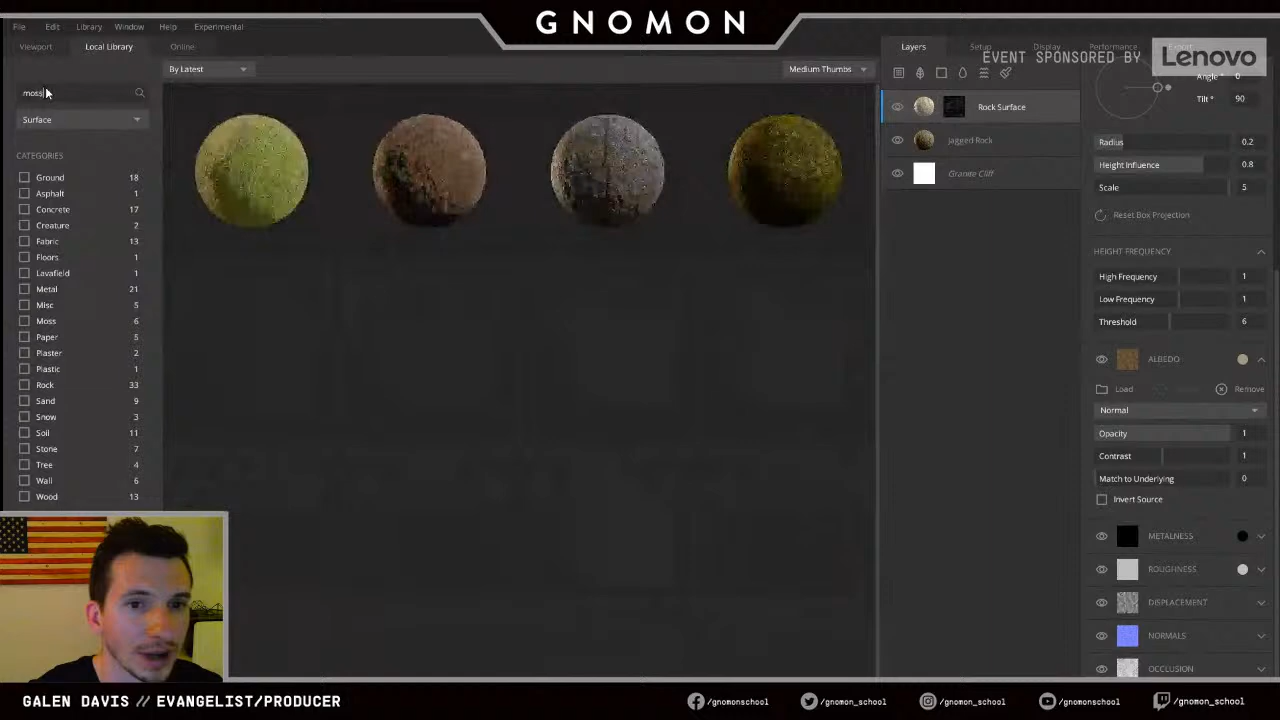 GNOMON
File Edit Library Window Help Experimental
Viewport Local Library Online
Layers Setup Display Performance Export
EVENT SPONSORED BY Lenovo
By Latest
Medium Thumbs
moss
Surface
CATEGORIES
Ground 18
Asphalt 1
Concrete 17
Creature 2
Fabric 13
Floors 1
Lavafield 1
Metal 21
Misc 5
Moss 6
Paper 5
Plaster 2
Plastic 1
Rock 33
Sand 9
Snow 3
Soil 11
Stone 7
Tree 4
Wall 6
Wood 13
Rock Surface
Jagged Rock
Granite Cliff
Angle ° 0
Tilt ° 90
Radius 0.2
Height Influence 0.8
Scale 5
Reset Box Projection
HEIGHT FREQUENCY
High Frequency 1
Low Frequency 1
Threshold 6
ALBEDO
Load Remove
Normal
Opacity 1
Contrast 1
Match to Underlying 0
Invert Source
METALNESS
ROUGHNESS
DISPLACEMENT
NORMALS
OCCLUSION
GALEN DAVIS // EVANGELIST/PRODUCER
/gnomonschool /gnomon_school /gnomon_school /gnomonschool /gnomon_school